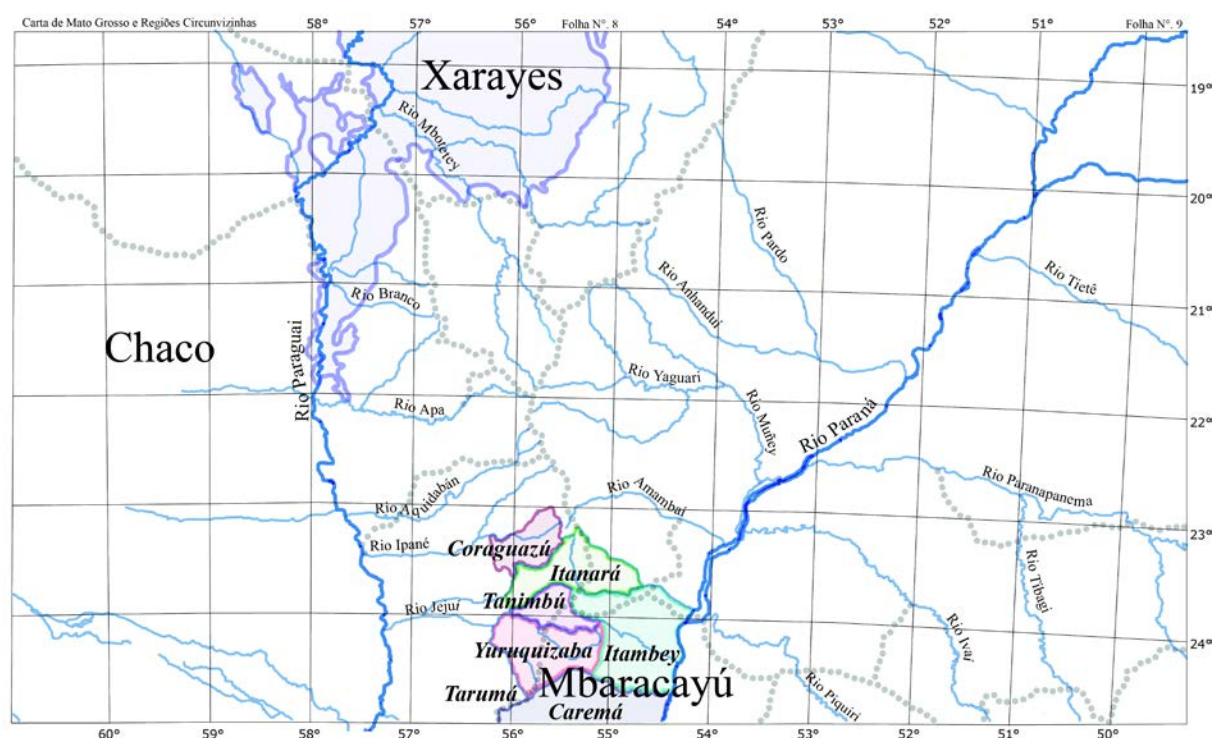 Carta de Mato Grosso e Regiões Circunvizinhas
Folha N°. 8
Folha N°. 9
58°
57°
56°
55°
54°
53°
52°
51°
Xarayes
19°
Rio Mboretey
20°
Rio Pardo
Rio Tietê
Rio Branco
Rio Anhanduí
21°
Chaco
Rio Paraguai
Rio Yaguari
Rio Apa
Rio Muñey
Rio Paraná
22°
Rio Paranapanema
Rio Aquidabán
Rio Amambaí
23°
Rio Ipané
Coraguazú
Itanará
Rio Tibagi
Tanimbú
Rio Jejuí
Rio Ivaí
24°
Yuruquizaba
Itambey
Tarumá
Mbaracayú
Rio Piquiri
Caremá
60°
59°
58°
57°
56°
55°
54°
53°
52°
51°
50°
49°